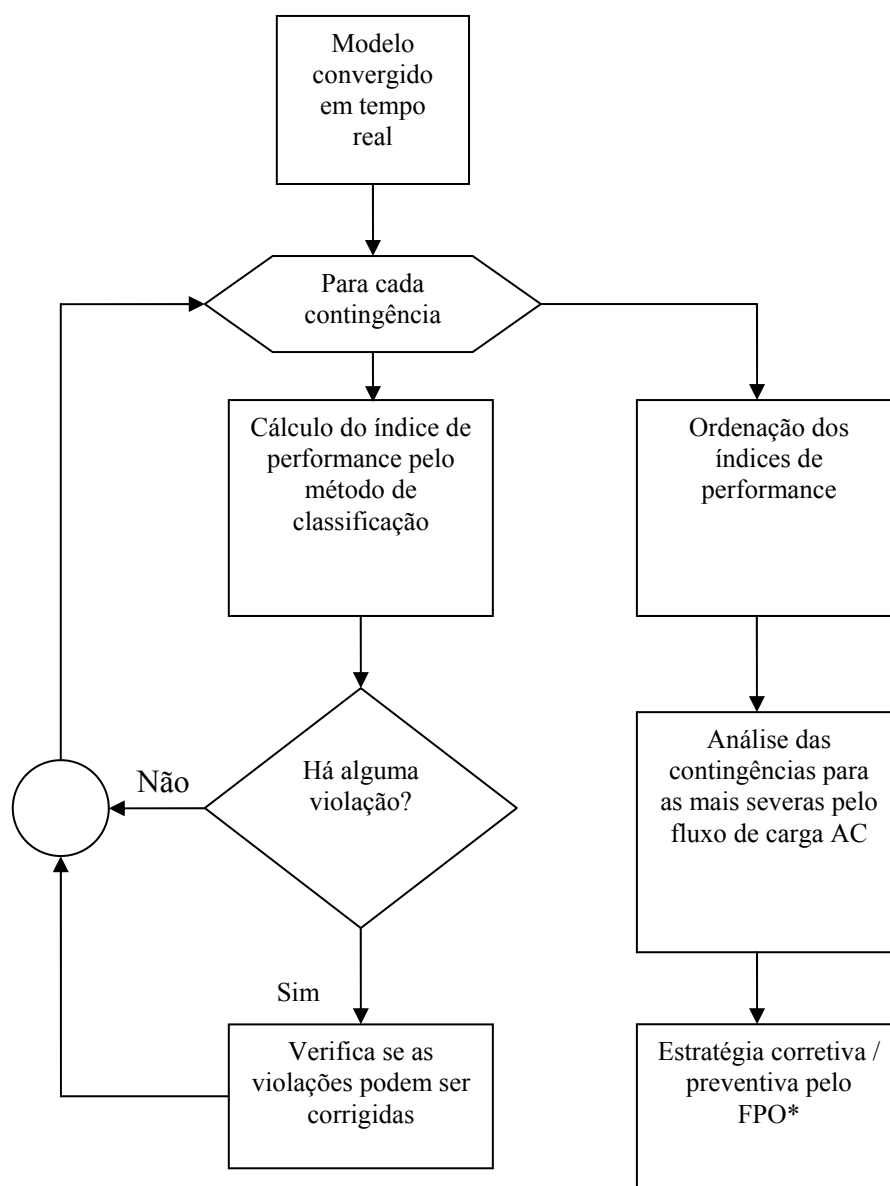 Modelo
convergido
em tempo
real
Para cada
contingência
Cálculo do índice de
performance pelo
método de
classificação
Ordenação dos
índices de
performance
Há alguma
violação?
Não
Sim
Análise das
contingências para
as mais severas pelo
fluxo de carga AC
Verifica se as
violações podem ser
corrigidas
Estratégia corretiva /
preventiva pelo
FPO*